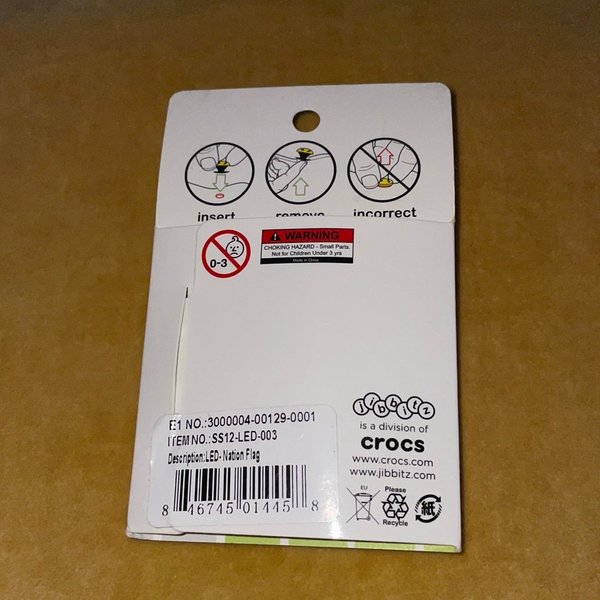 insert
remove
incorrect
0-3
WARNING
CHOKING HAZARD - Small Parts.
Not for Children Under 3 yrs
Made in China
jibbitz
is a division of
crocs
www.crocs.com
www.jibbitz.com
E1 NO.:3000004-00129-0001
ITEM NO.:SS12-LED-003
Description:LED- Nation Flag
8 46745 01445 8
EU
Please
Recycle
紙